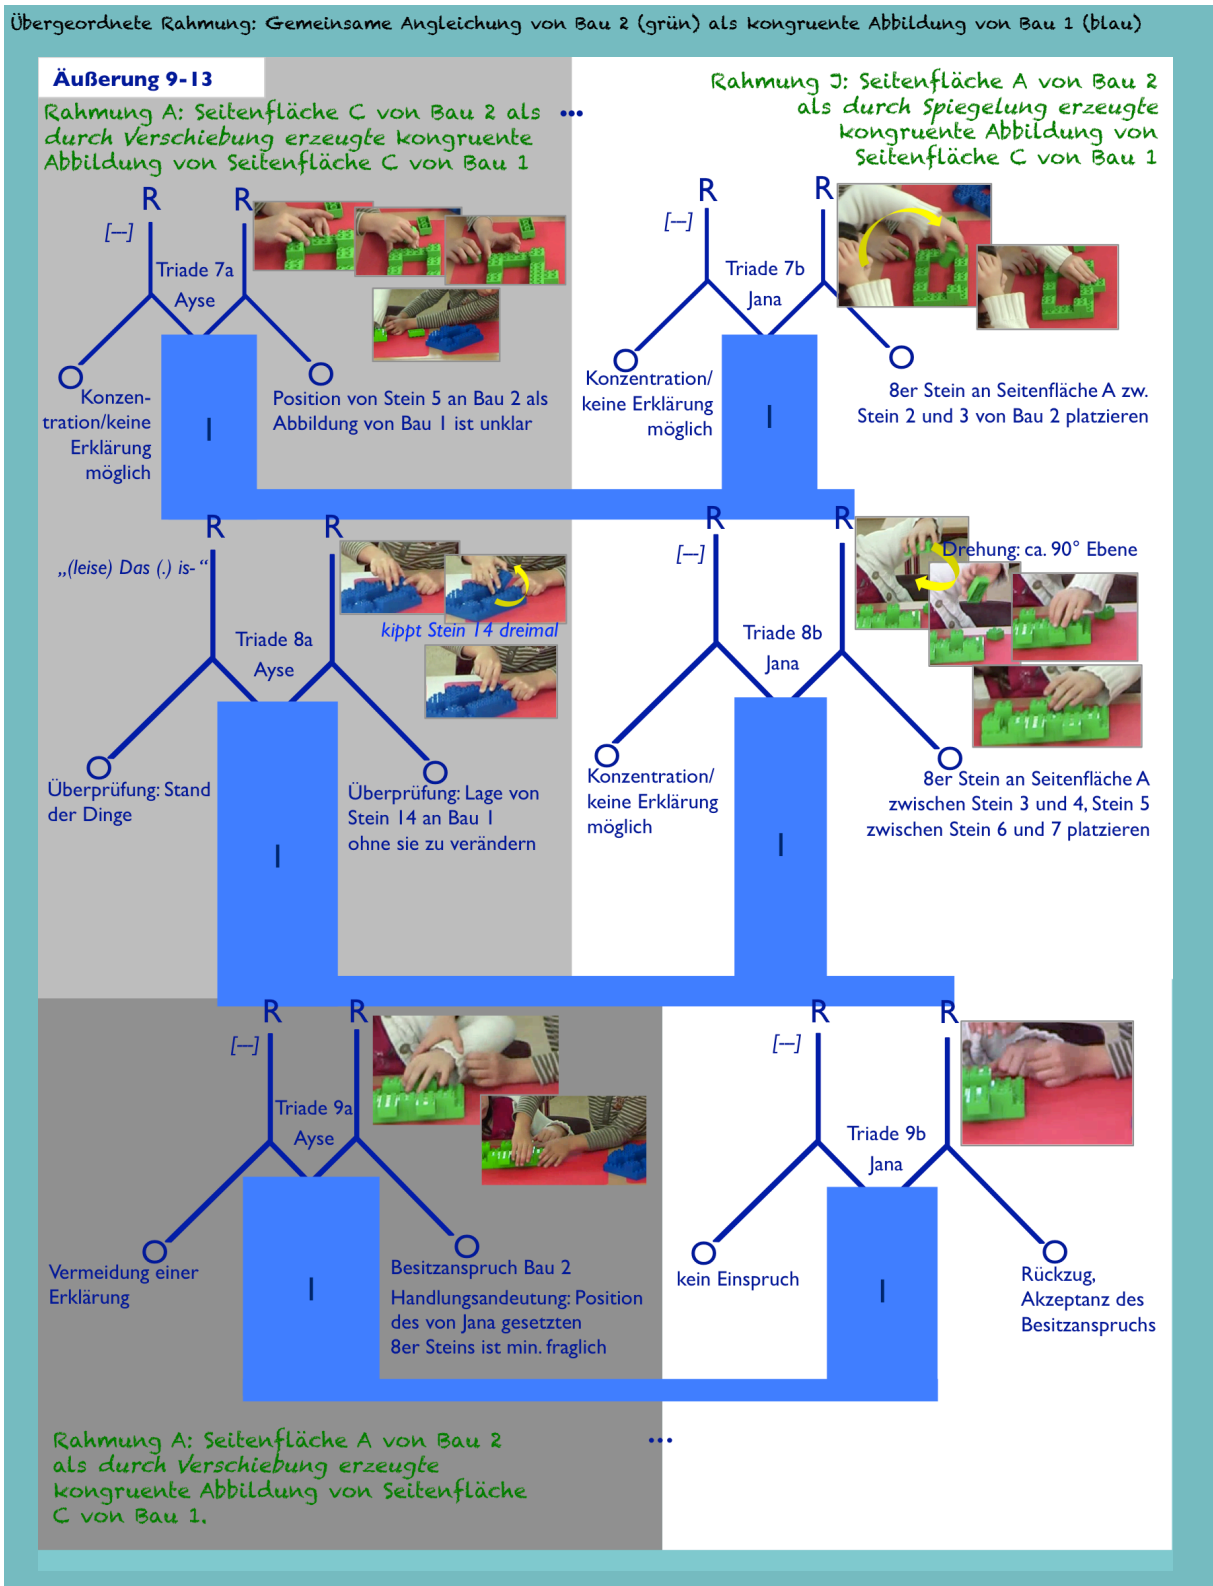 Übergeordnete Rahmung: Gemeinsame Angleichung von Bau 2 (grün) als kongruente Abbildung von Bau 1 (blau)
Äußerung 9-13
Rahmung A: Seitenfläche C von Bau 2 als
durch Verschiebung erzeugte kongruente
Abbildung von Seitenfläche C von Bau 1
...
Rahmung J: Seitenfläche A von Bau 2
als durch Spiegelung erzeugte
kongruente Abbildung von
Seitenfläche C von Bau 1
R
R
[---]
Triade 7a
Ayse
Konzen-
tration/keine
Erklärung
möglich
I
Position von Stein 5 an Bau 2 als
Abbildung von Bau 1 ist unklar
R
R
[---]
Triade 7b
Jana
Konzentration/
keine Erklärung
möglich
I
8er Stein an Seitenfläche A zw.
Stein 2 und 3 von Bau 2 platzieren
R
R
„(leise) Das (.) is- “
Triade 8a
Ayse
kippt Stein 14 dreimal
Überprüfung: Stand
der Dinge
I
Überprüfung: Lage von
Stein 14 an Bau 1
ohne sie zu verändern
R
R
[---]
Drehung: ca. 90° Ebene
Triade 8b
Jana
Konzentration/
keine Erklärung
möglich
I
8er Stein an Seitenfläche A
zwischen Stein 3 und 4, Stein 5
zwischen Stein 6 und 7 platzieren
R
R
[---]
Triade 9a
Ayse
Vermeidung einer
Erklärung
I
Besitzanspruch Bau 2
Handlungsandeutung: Position
des von Jana gesetzten
8er Steins ist min. fraglich
R
R
[---]
Triade 9b
Jana
kein Einspruch
I
Rückzug,
Akzeptanz des
Besitzanspruchs
Rahmung A: Seitenfläche A von Bau 2
als durch Verschiebung erzeugte
kongruente Abbildung von Seitenfläche
C von Bau 1.
...